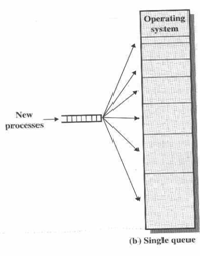 Operating
system
New
processes
(b) Single queue